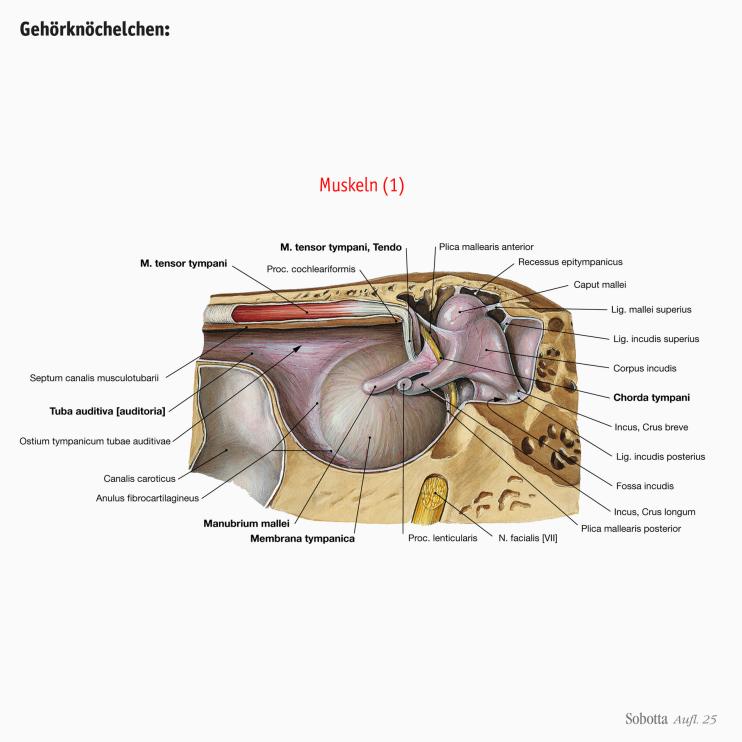 Gehörknöchelchen:
Muskeln (1)
M. tensor tympani, Tendo
Plica mallearis anterior
M. tensor tympani
Proc. cochleariformis
Recessus epitympanicus
Caput mallei
Lig. mallei superius
Lig. incudis superius
Corpus incudis
Septum canalis musculotubarii
Chorda tympani
Tuba auditiva [auditoria]
Incus, Crus breve
Ostium tympanicum tubae auditivae
Lig. incudis posterius
Canalis caroticus
Fossa incudis
Anulus fibrocartilagineus
Incus, Crus longum
Manubrium mallei
Plica mallearis posterior
Membrana tympanica
Proc. lenticularis
N. facialis [VII]
Sobotta Aufl. 25